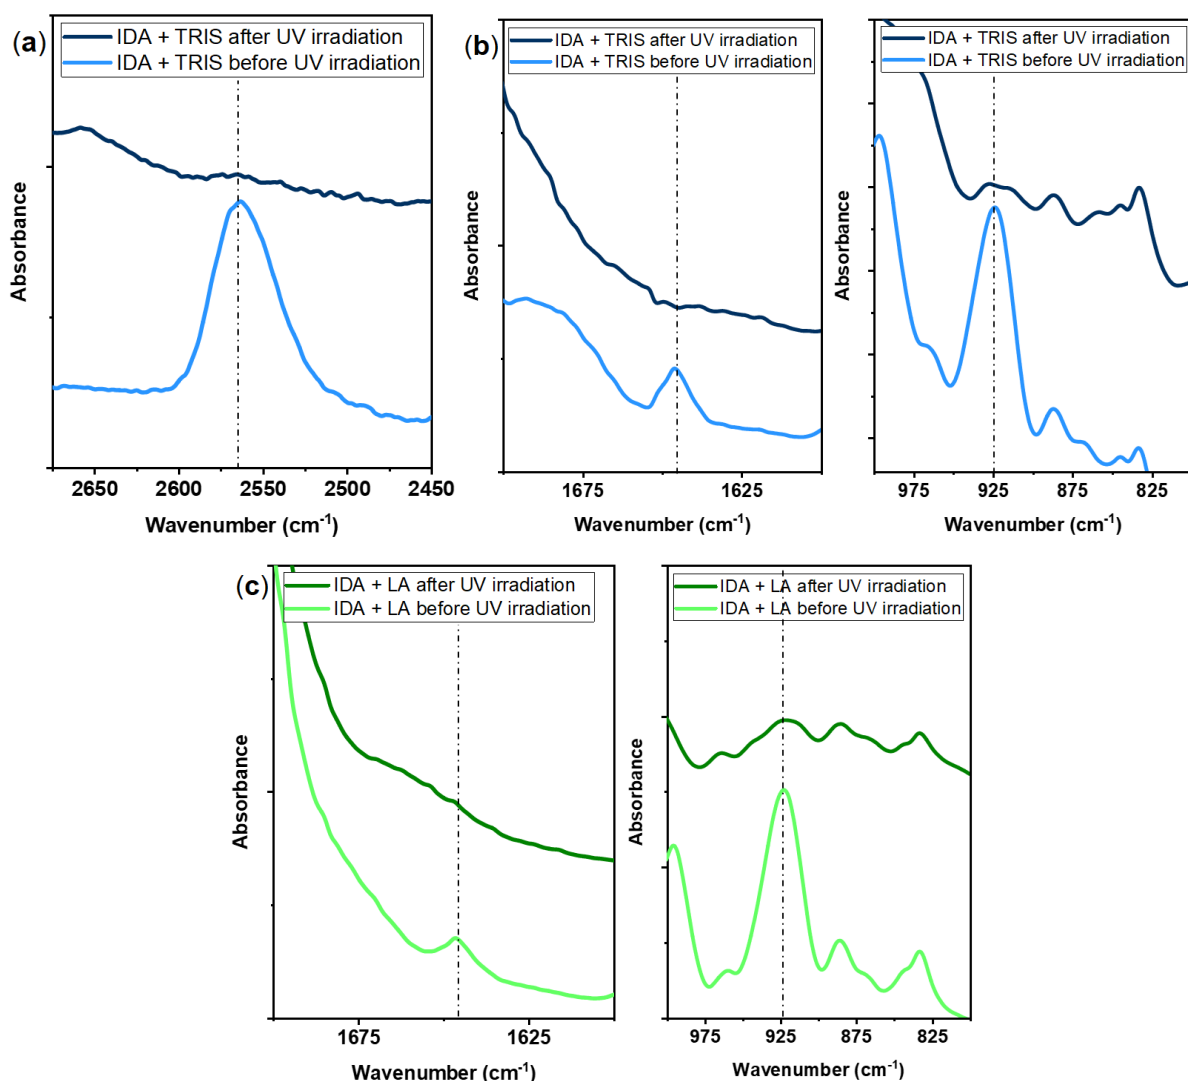 (a)
IDA + TRIS after UV irradiation
IDA + TRIS before UV irradiation
Absorbance
2650 2600 2550 2500 2450
Wavenumber (cm⁻¹)
(b)
IDA + TRIS after UV irradiation
IDA + TRIS before UV irradiation
Absorbance
1675 1625
Wavenumber (cm⁻¹)
IDA + TRIS after UV irradiation
IDA + TRIS before UV irradiation
Absorbance
975 925 875 825
Wavenumber (cm⁻¹)
(c)
IDA + LA after UV irradiation
IDA + LA before UV irradiation
Absorbance
1675 1625
Wavenumber (cm⁻¹)
IDA + LA after UV irradiation
IDA + LA before UV irradiation
Absorbance
975 925 875 825
Wavenumber (cm⁻¹)